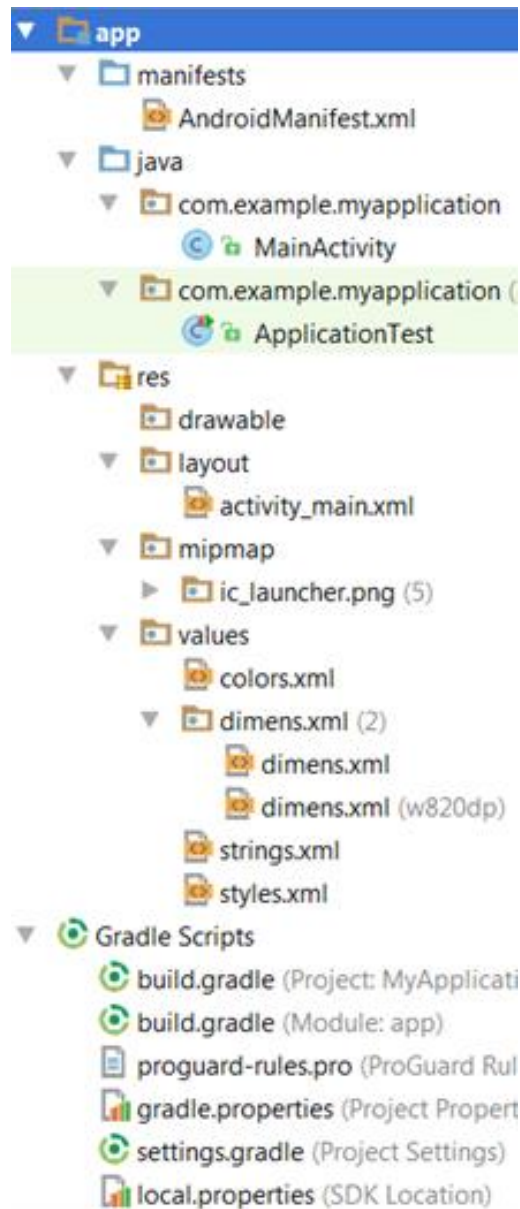 app
manifests
AndroidManifest.xml
java
com.example.myapplication
MainActivity
com.example.myapplication (
ApplicationTest
res
drawable
layout
activity_main.xml
mipmap
ic_launcher.png (5)
values
colors.xml
dimens.xml (2)
dimens.xml
dimens.xml (w820dp)
strings.xml
styles.xml
Gradle Scripts
build.gradle (Project: MyApplicati
build.gradle (Module: app)
proguard-rules.pro (ProGuard Rul
gradle.properties (Project Propert
settings.gradle (Project Settings)
local.properties (SDK Location)